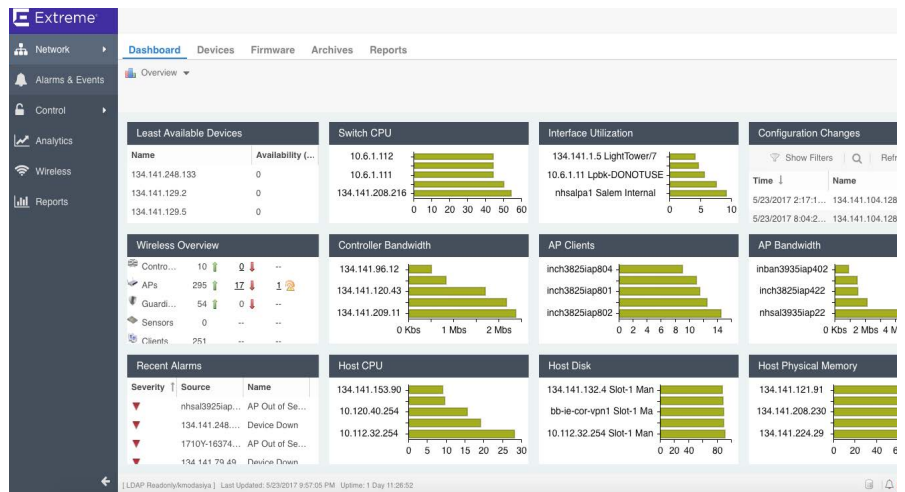 Extreme
Network
Alarms & Events
Control
Analytics
Wireless
Reports
Dashboard Devices Firmware Archives Reports
Overview
Least Available Devices
Name Availability (...
134.141.248.133 0
134.141.129.2 0
134.141.129.5 0
Switch CPU
10.6.1.112
10.6.1.111
134.141.208.216
0 10 20 30 40 50 60
Interface Utilization
134.141.1.5 LightTower/7
10.6.1.11 Lpbk-DONOTUSE
nhsalpa1 Salem Internal
0 5 10
Configuration Changes
Show Filters Refr
Time Name
5/23/2017 2:17:1... 134.141.104.128
5/23/2017 8:04:2... 134.141.104.128
Wireless Overview
Contro... 10 0 --
APs 295 17 1
Guardi... 54 0 --
Sensors 0 -- --
Clients 251 -- --
Controller Bandwidth
134.141.96.12
134.141.120.43
134.141.209.11
0 Kbs 1 Mbs 2 Mbs
AP Clients
inch3825iap804
inch3825iap801
inch3825iap802
0 2 4 6 8 10 14
AP Bandwidth
inban3935iap402
inch3825iap422
nhsal3935iap22
0 Kbs 2 Mbs 4 M
Recent Alarms
Severity Source Name
nhsal3925iap... AP Out of Se...
134.141.248.... Device Down
1710Y-16374... AP Out of Se...
134.141.79.49 Device Down
Host CPU
134.141.153.90
10.120.40.254
10.112.32.254
0 5 10 15 20 25 30
Host Disk
134.141.132.4 Slot-1 Man
bb-ie-cor-vpn1 Slot-1 Ma
10.112.32.254 Slot-1 Man
0 20 40 60 80
Host Physical Memory
134.141.121.91
134.141.208.230
134.141.224.29
0 20 40 6
[ LDAP Readonly/kmodasiya ] Last Updated: 5/23/2017 9:57:05 PM Uptime: 1 Day 11:26:52